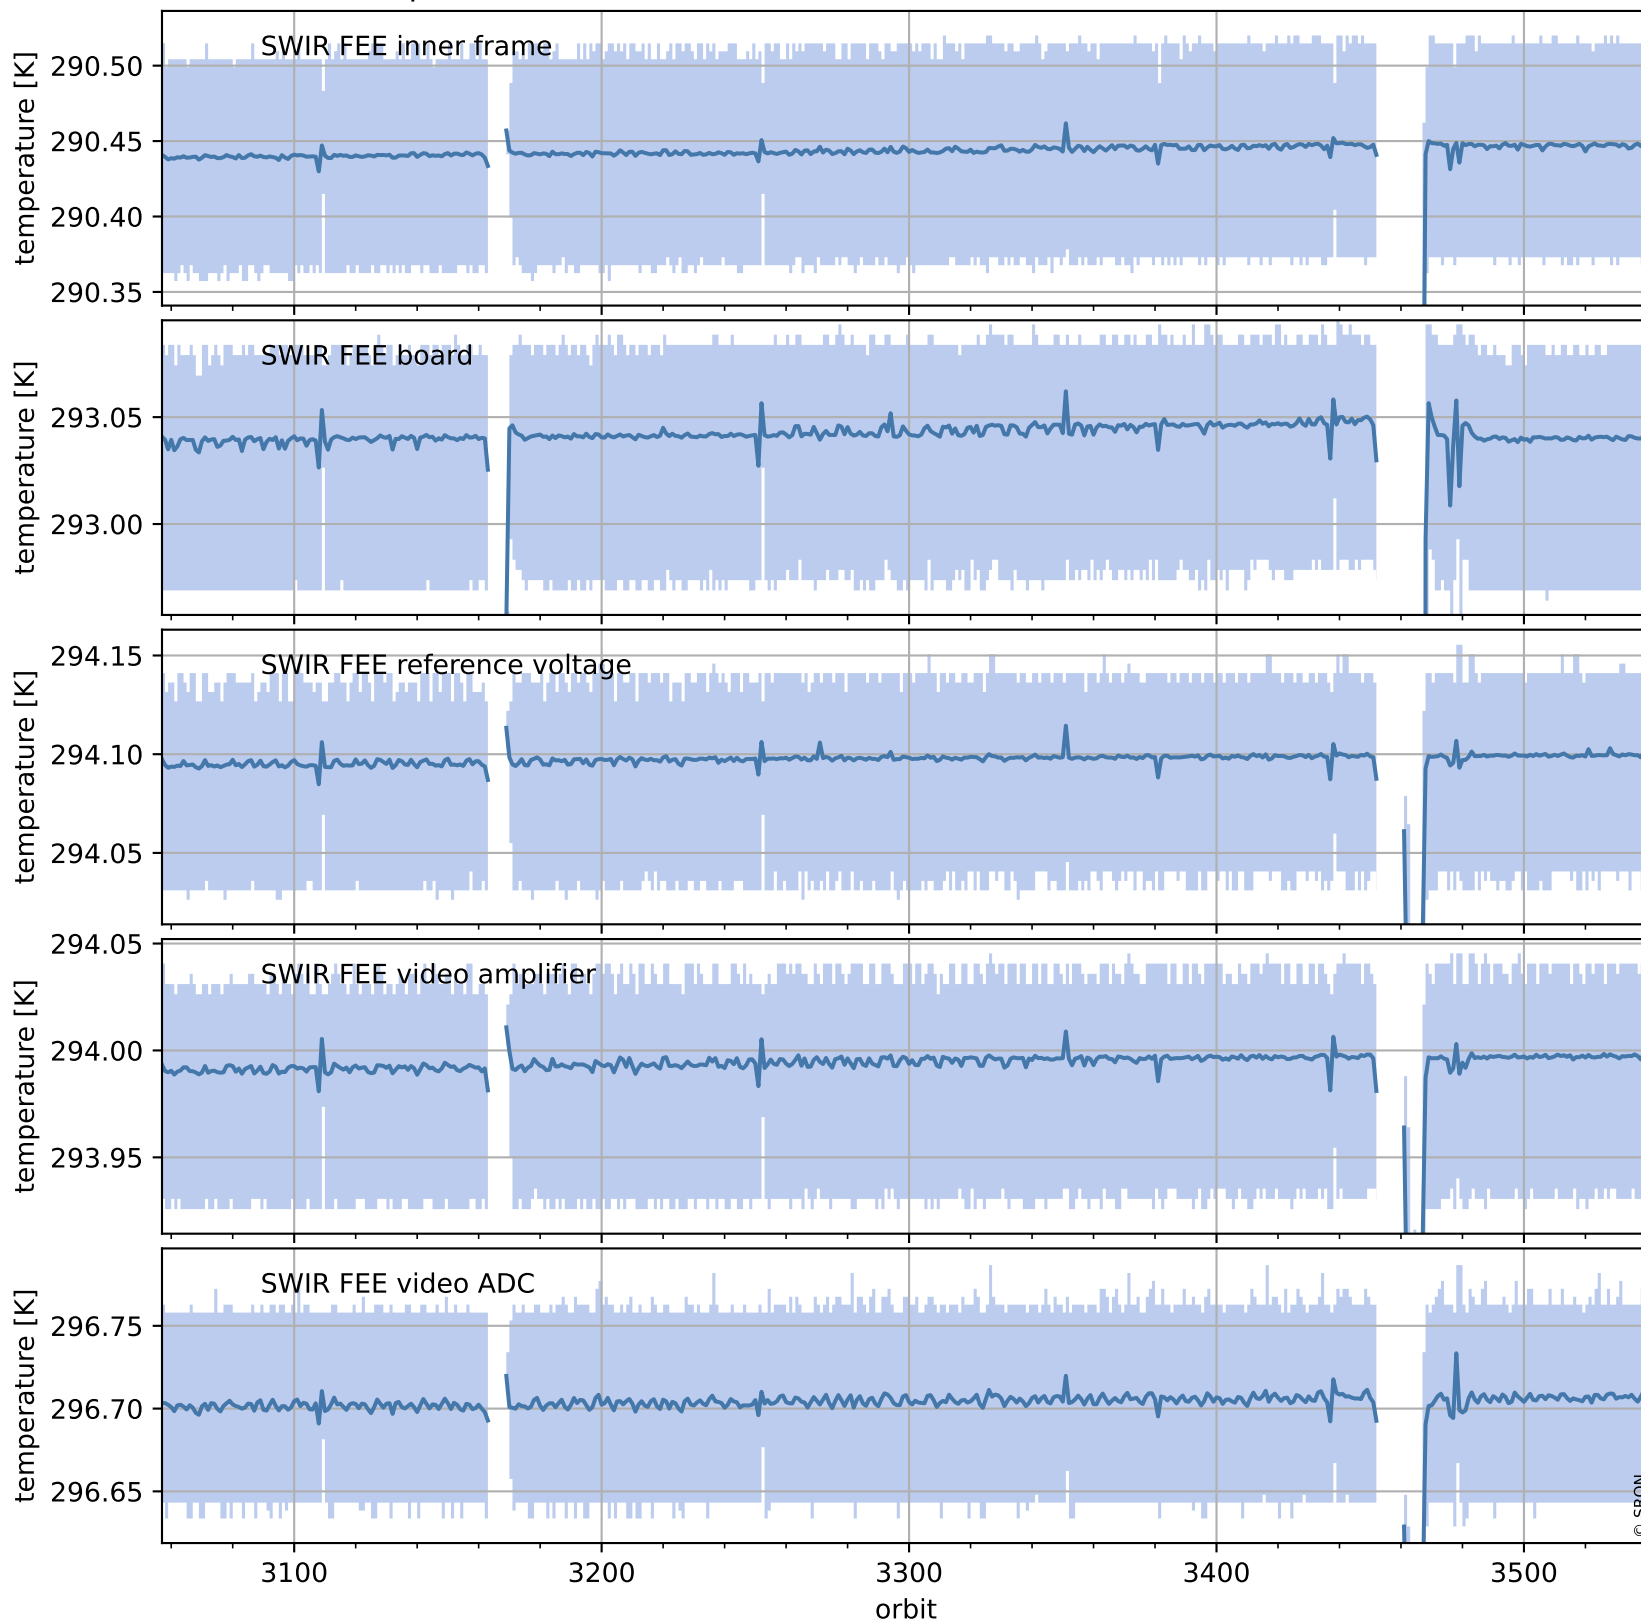 SWIR FEE inner frame
temperature [K]
290.50
290.45
290.40
290.35
SWIR FEE board
temperature [K]
293.05
293.00
SWIR FEE reference voltage
temperature [K]
294.15
294.10
294.05
SWIR FEE video amplifier
temperature [K]
294.05
294.00
293.95
SWIR FEE video ADC
temperature [K]
296.75
296.70
296.65
3100 3200 3300 3400 3500
orbit
© SRON